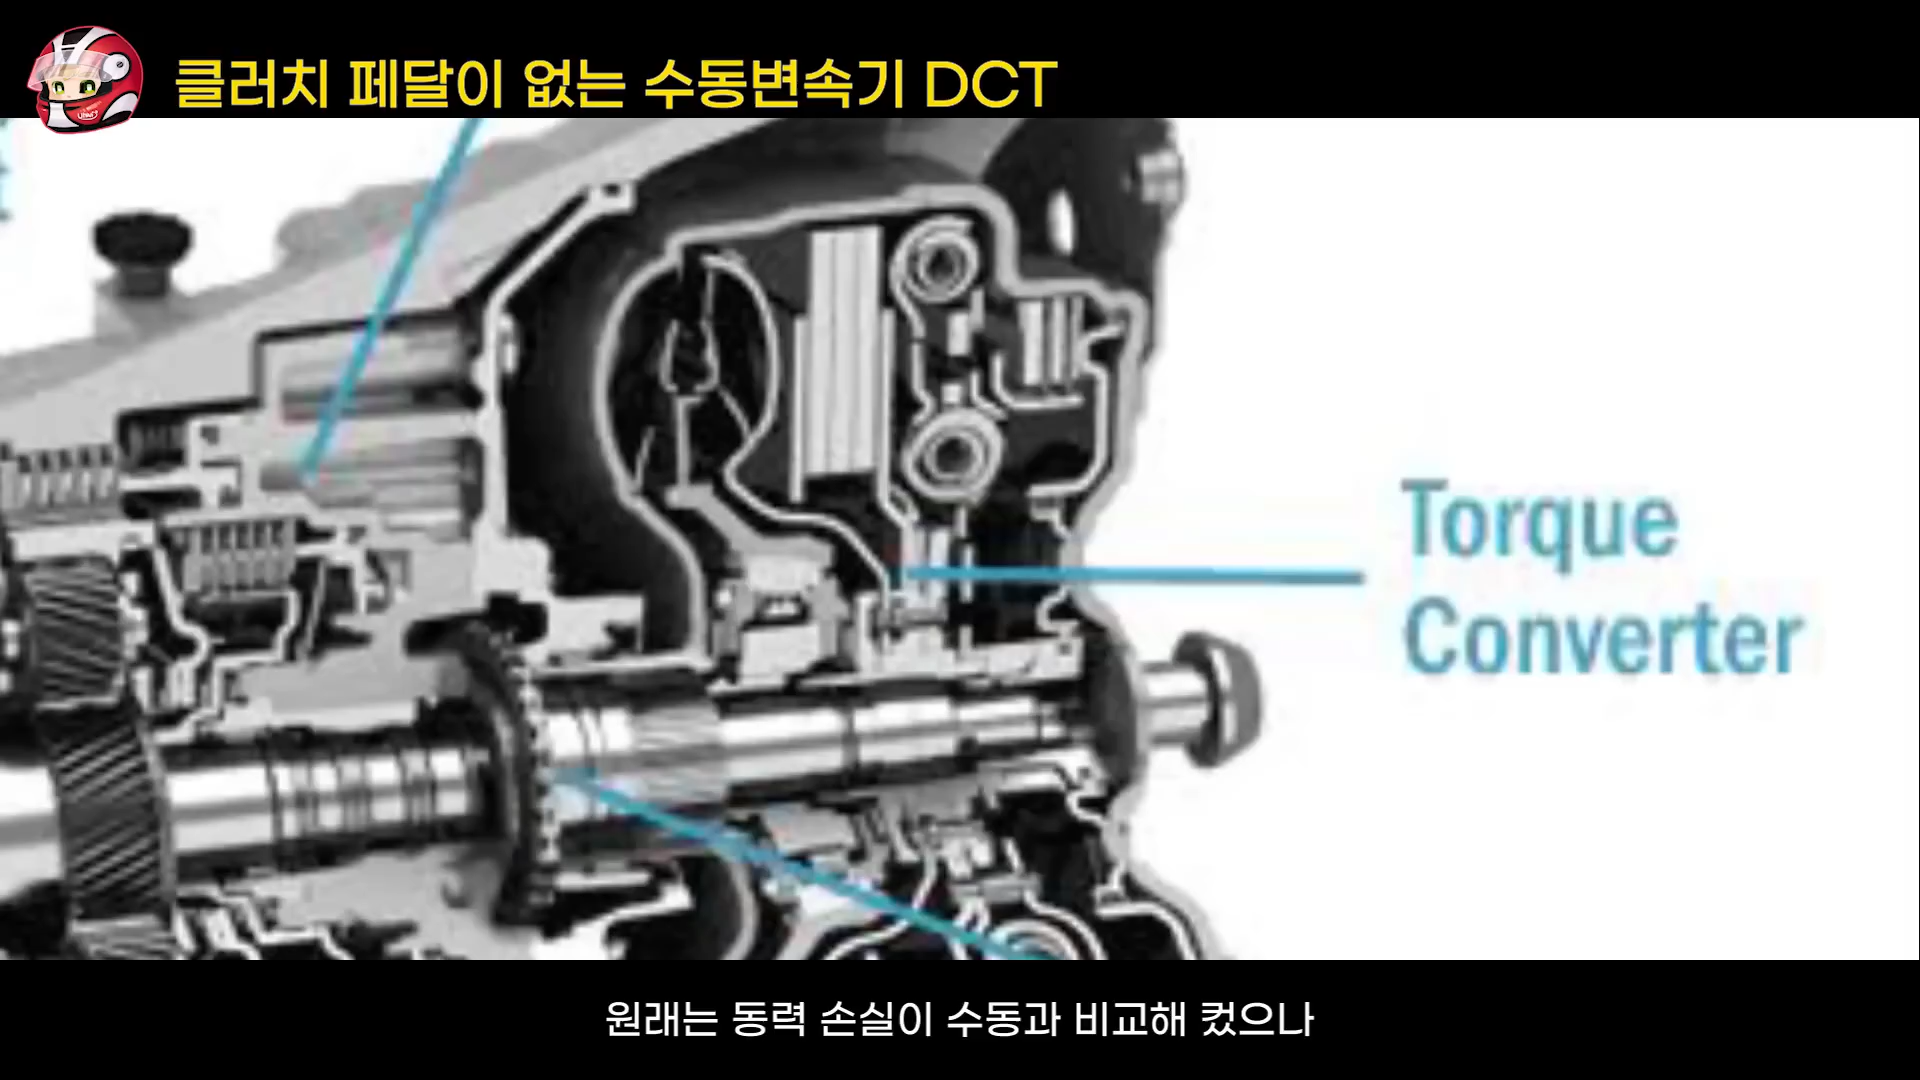 클러치 페달이 없는 수동변속기 DCT
Torque
Converter
원래는 동력 손실이 수동과 비교해 컸으나